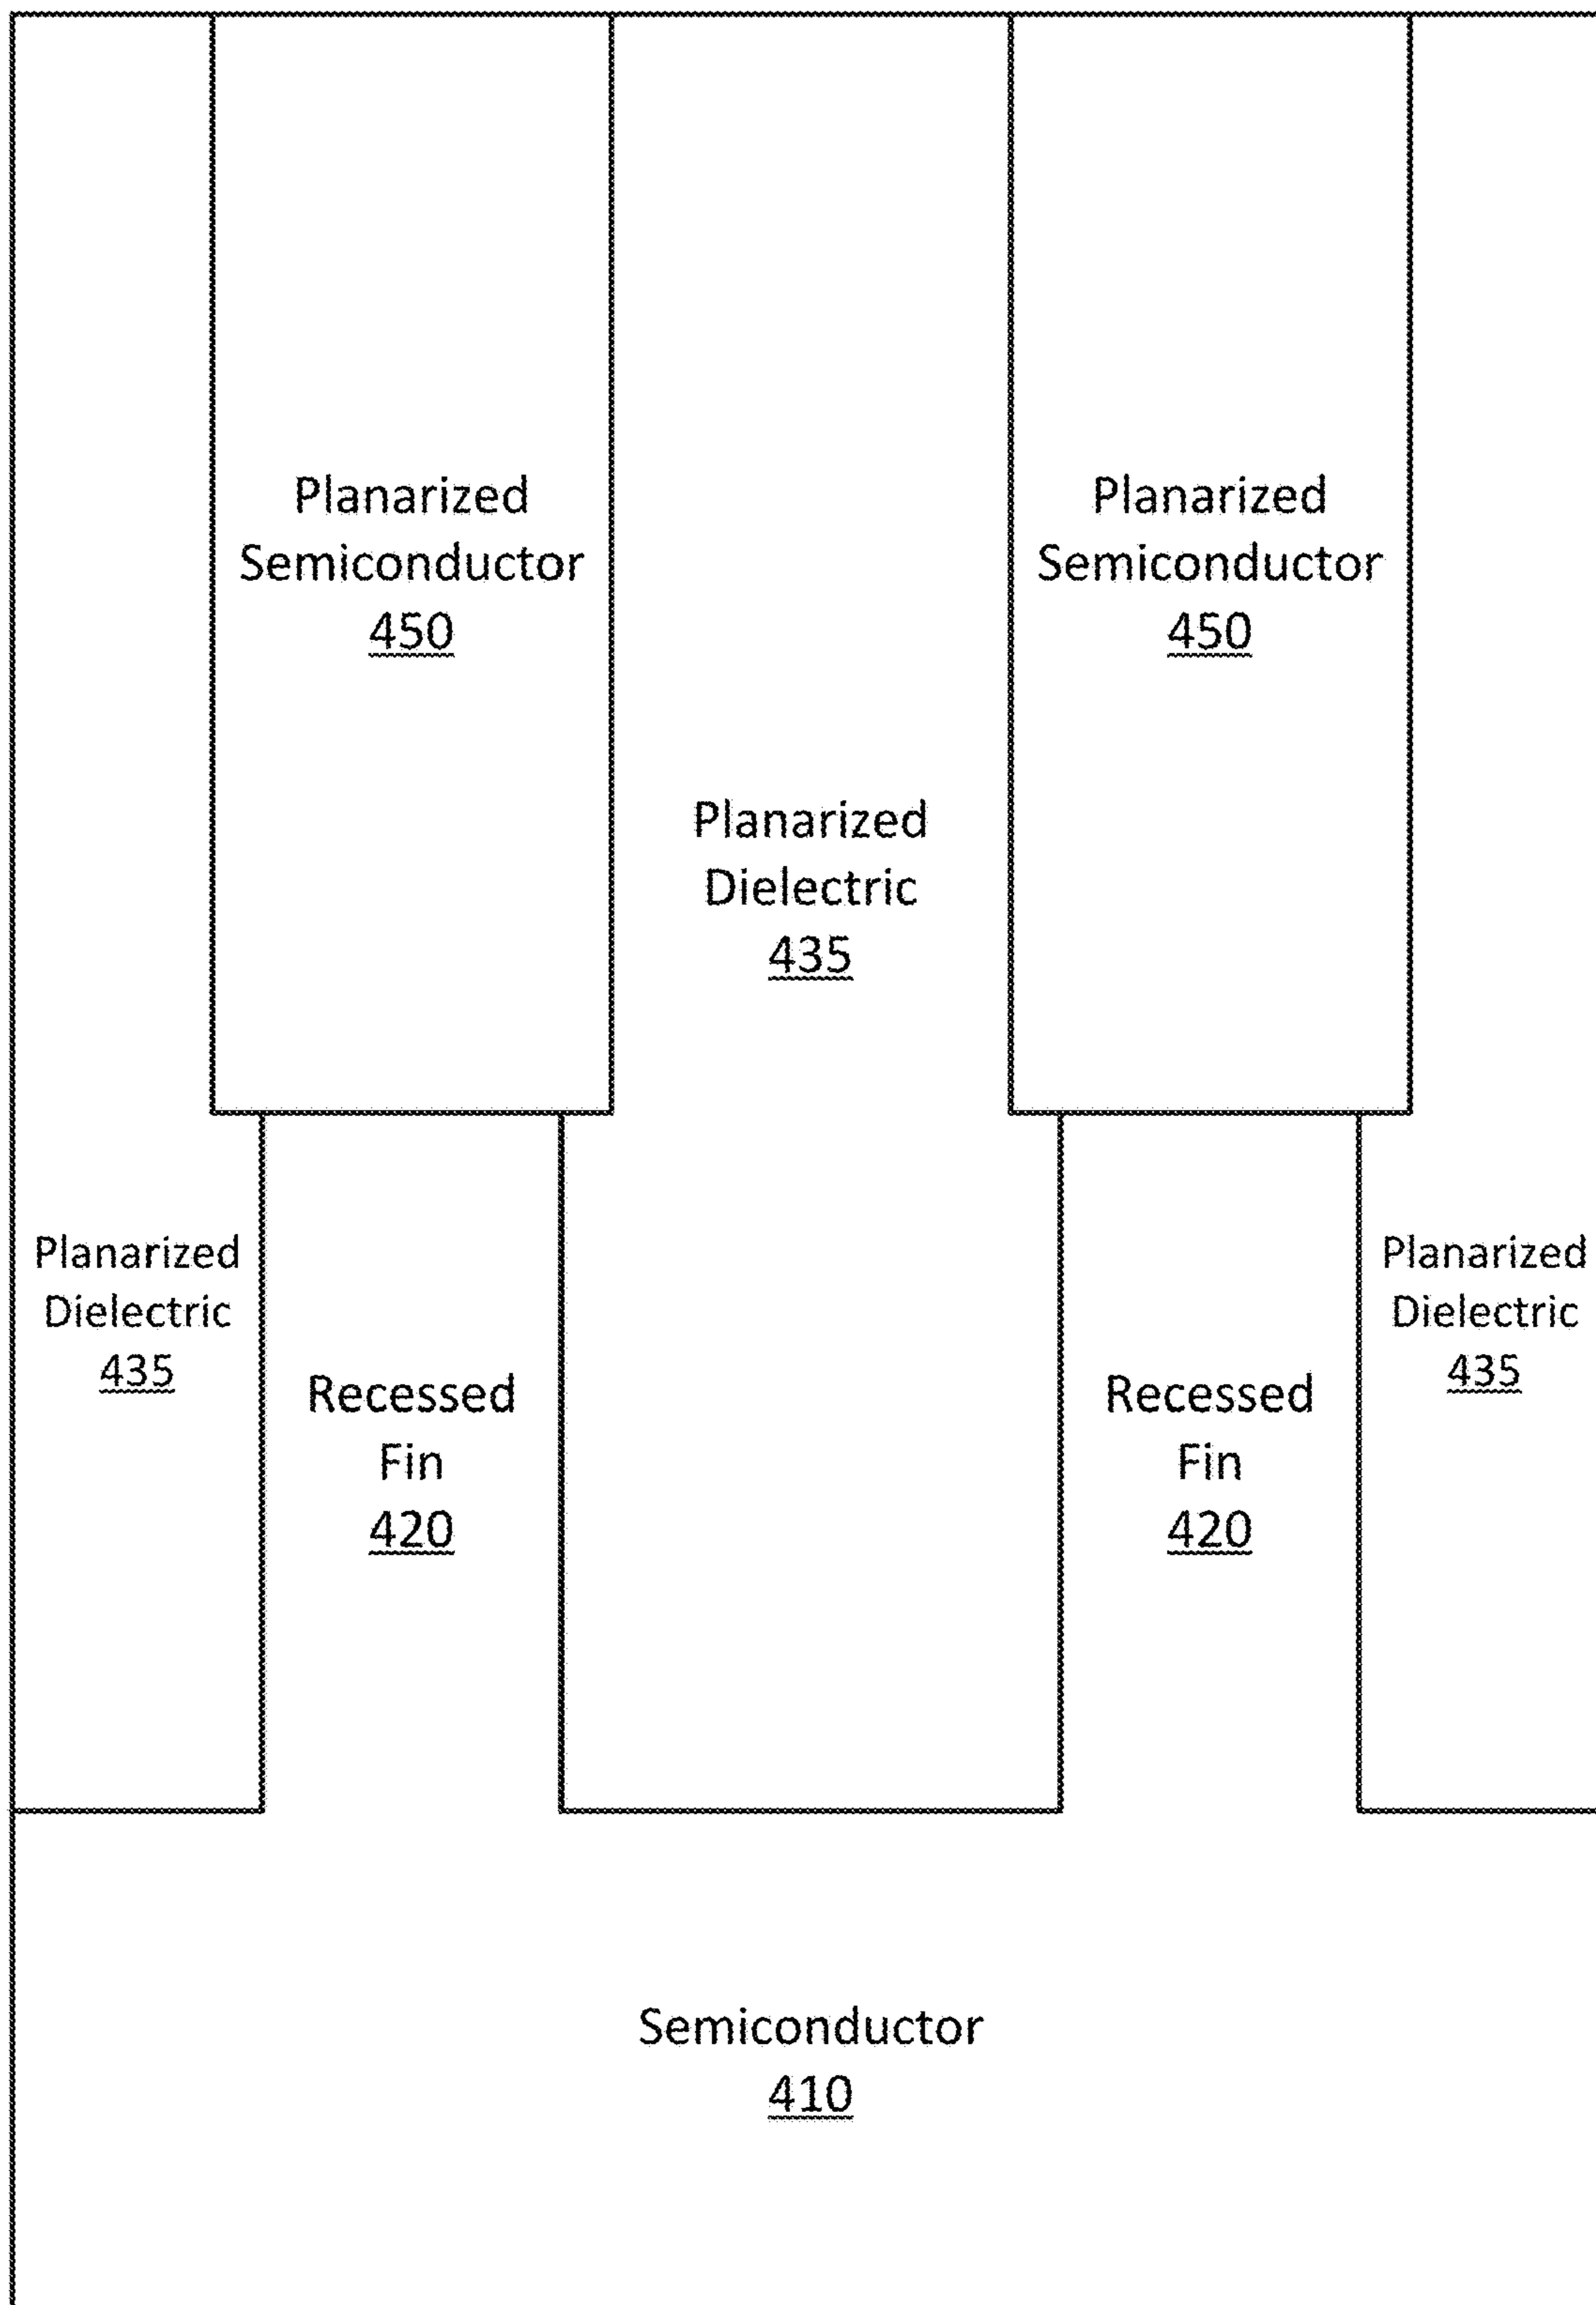 Planarized
Semiconductor
450
Planarized
Semiconductor
450
Planarized
Dielectric
435
Planarized
Dielectric
435
Planarized
Dielectric
435
Recessed
Fin
420
Recessed
Fin
420
Semiconductor
410